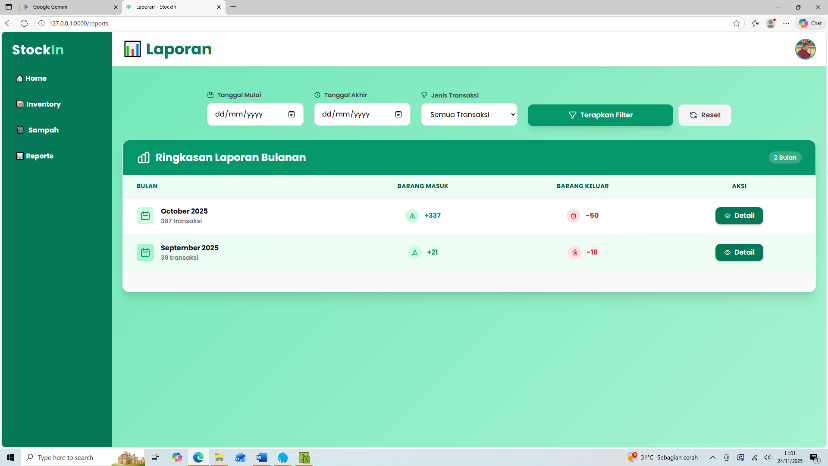 Google Gemini
Laporan - StockIn
127.0.0.1:8000/reports
Chat
StockIn
Laporan
Home
Inventory
Sampah
Reports
Tanggal Mulai
Tanggal Akhir
Jenis Transaksi
dd/mm/yyyy
dd/mm/yyyy
Semua Transaksi
Terapkan Filter
Reset
Ringkasan Laporan Bulanan
2 Bulan
BULAN BARANG MASUK BARANG KELUAR AKSI
October 2025
387 transaksi
+337
-50
Detail
September 2025
39 transaksi
+21
-18
Detail
Type here to search
31°C Sebagian cerah
24/11/2025